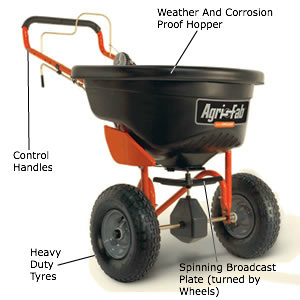 Weather And Corrosion
Proof Hopper
Agri-Fab
Control
Handles
Heavy
Duty
Tyres
Spinning Broadcast
Plate (turned by
Wheels)